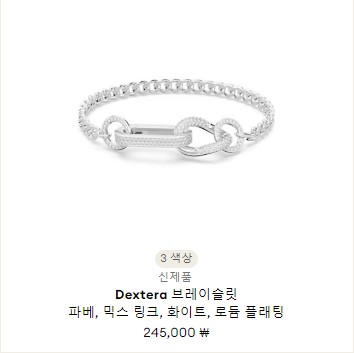 3 색상
신제품
Dextera 브레이슬릿
파베, 믹스 링크, 화이트, 로듐 플래팅
245,000 ₩